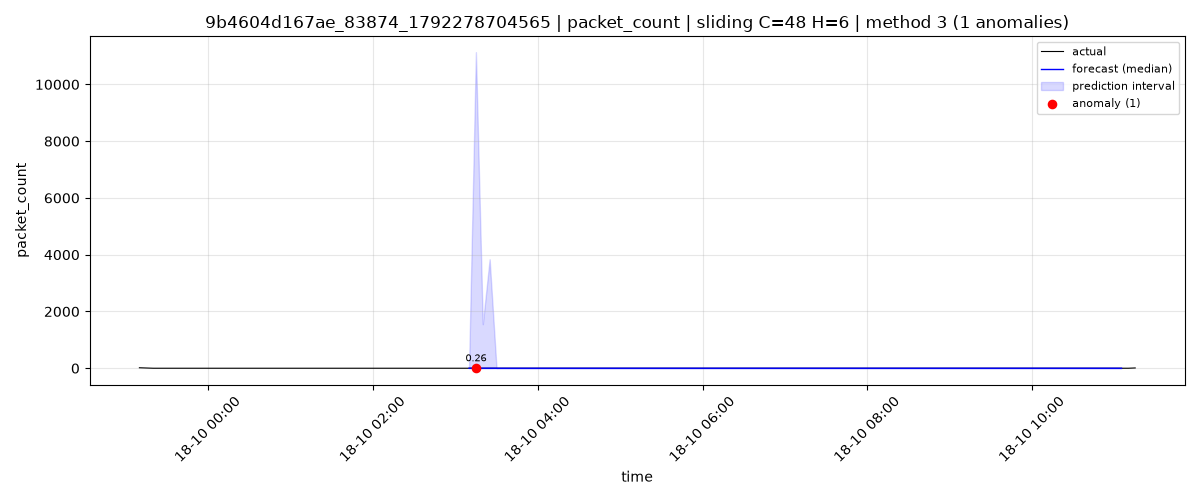 9b4604d167ae_83874_1792278704565 | packet_count | sliding C=48 H=6 | method 3 (1 anomalies)
actual
forecast (median)
prediction interval
anomaly (1)
packet_count
10000
8000
6000
4000
2000
0
0.26
18-10 00:00
18-10 02:00
18-10 04:00
18-10 06:00
18-10 08:00
18-10 10:00
time